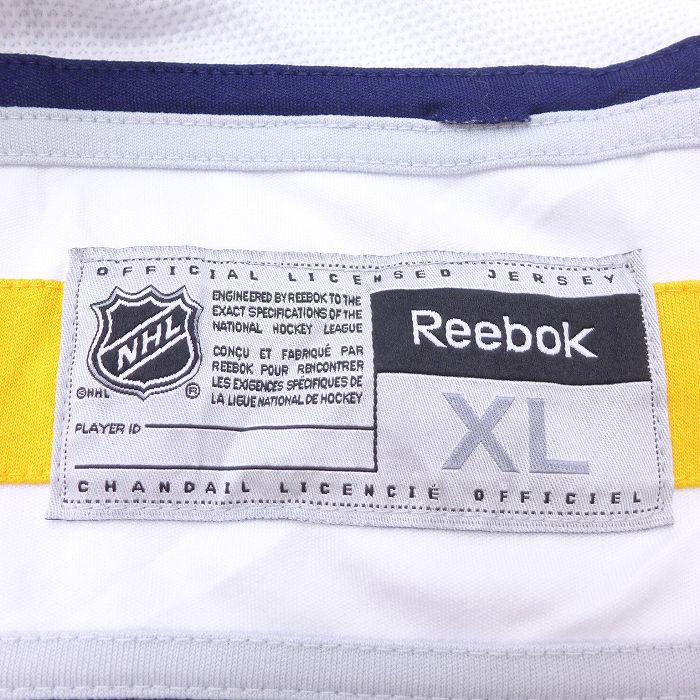 OFFICIAL LICENSED JERSEY
NHL
©NHL ®
ENGINEERED BY REEBOK TO THE
EXACT SPECIFICATIONS OF THE
NATIONAL HOCKEY LEAGUE
CONÇU ET FABRIQUÉ PAR
REEBOK POUR RENCONTRER
LES EXIGENCES SPÉCIFIQUES DE
LA LIGUE NATIONAL DE HOCKEY
PLAYER ID
Reebok
XL
CHANDAIL LICENCIÉ OFFICIEL